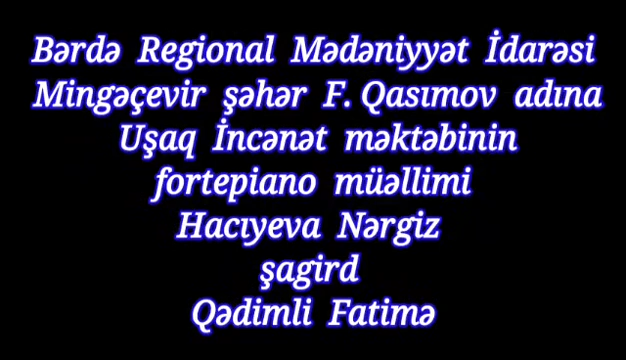 Bərdə Regional Mədəniyyət İdarəsi
Mingəçevir şəhər F. Qasımov adına
Uşaq İncənət məktəbinin
fortepiano müəllimi
Hacıyeva Nərgiz
şagird
Qədimli Fatimə